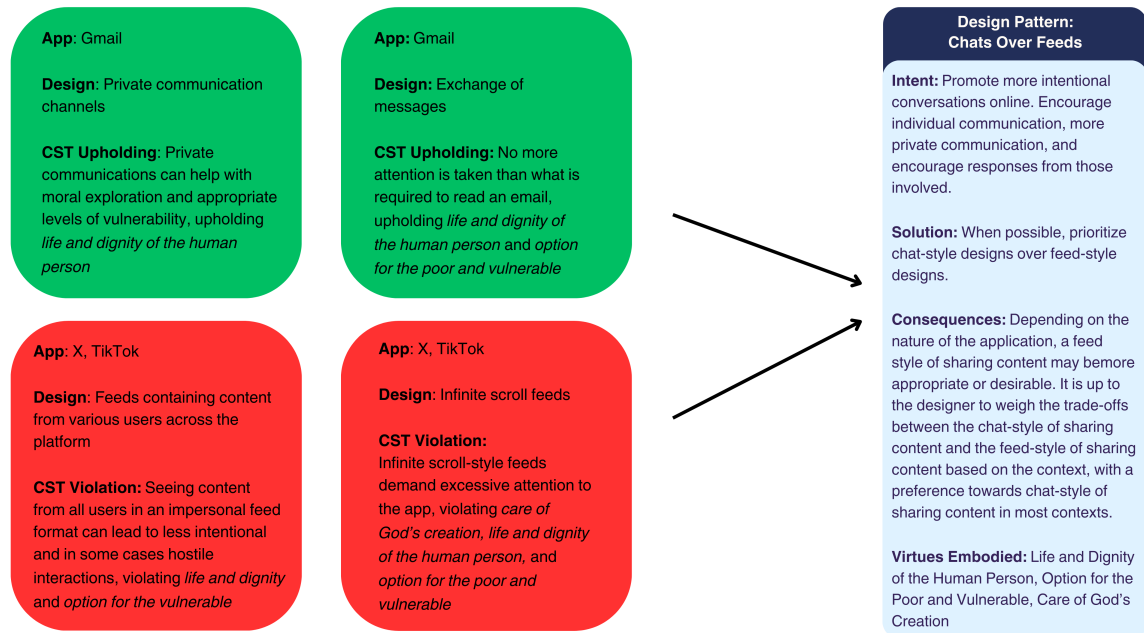 App: Gmail
Design: Private communication
channels
CST Upholding: Private
communications can help with
moral exploration and appropriate
levels of vulnerability, upholding
life and dignity of the human
person
App: Gmail
Design: Exchange of
messages
CST Upholding: No more
attention is taken than what is
required to read an email,
upholding life and dignity of
the human person and option
for the poor and vulnerable
App: X, TikTok
Design: Feeds containing content
from various users across the
platform
CST Violation: Seeing content
from all users in an impersonal feed
format can lead to less intentional
and in some cases hostile
interactions, violating life and dignity
and option for the vulnerable
App: X, TikTok
Design: Infinite scroll feeds
CST Violation:
Infinite scroll-style feeds
demand excessive attention to
the app, violating care of
God's creation, life and dignity
of the human person, and
option for the poor and
vulnerable
Design Pattern:
Chats Over Feeds
Intent: Promote more intentional
conversations online. Encourage
individual communication, more
private communication, and
encourage responses from those
involved.
Solution: When possible, prioritize
chat-style designs over feed-style
designs.
Consequences: Depending on the
nature of the application, a feed
style of sharing content may bemore
appropriate or desirable. It is up to
the designer to weigh the trade-offs
between the chat-style of sharing
content and the feed-style of sharing
content based on the context, with a
preference towards chat-style of
sharing content in most contexts.
Virtues Embodied: Life and Dignity
of the Human Person, Option for the
Poor and Vulnerable, Care of God's
Creation